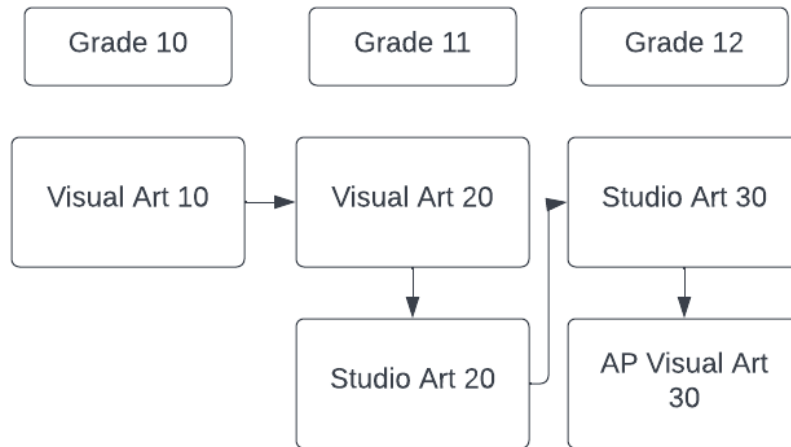 Grade 10
Grade 11
Grade 12
Visual Art 10
Visual Art 20
Studio Art 30
Studio Art 20
AP Visual Art
30